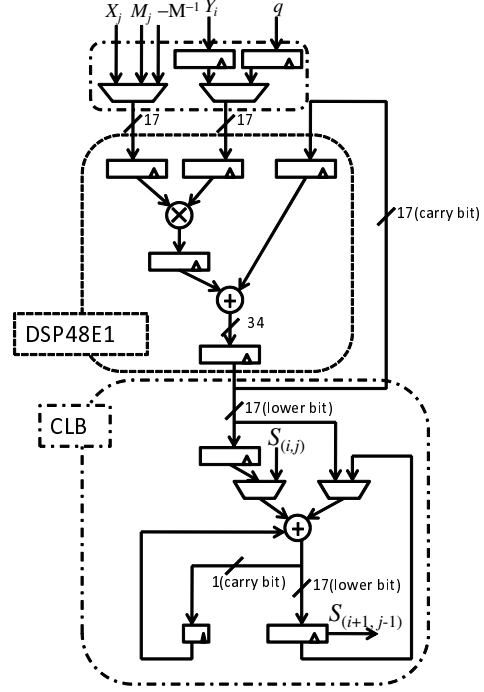 X_j M_j −M⁻¹ Y_i q
17 17
17(carry bit)
34
DSP48E1
17(lower bit)
CLB
S_(i,j)
1(carry bit) 17(lower bit)
S_(i+1, j-1)